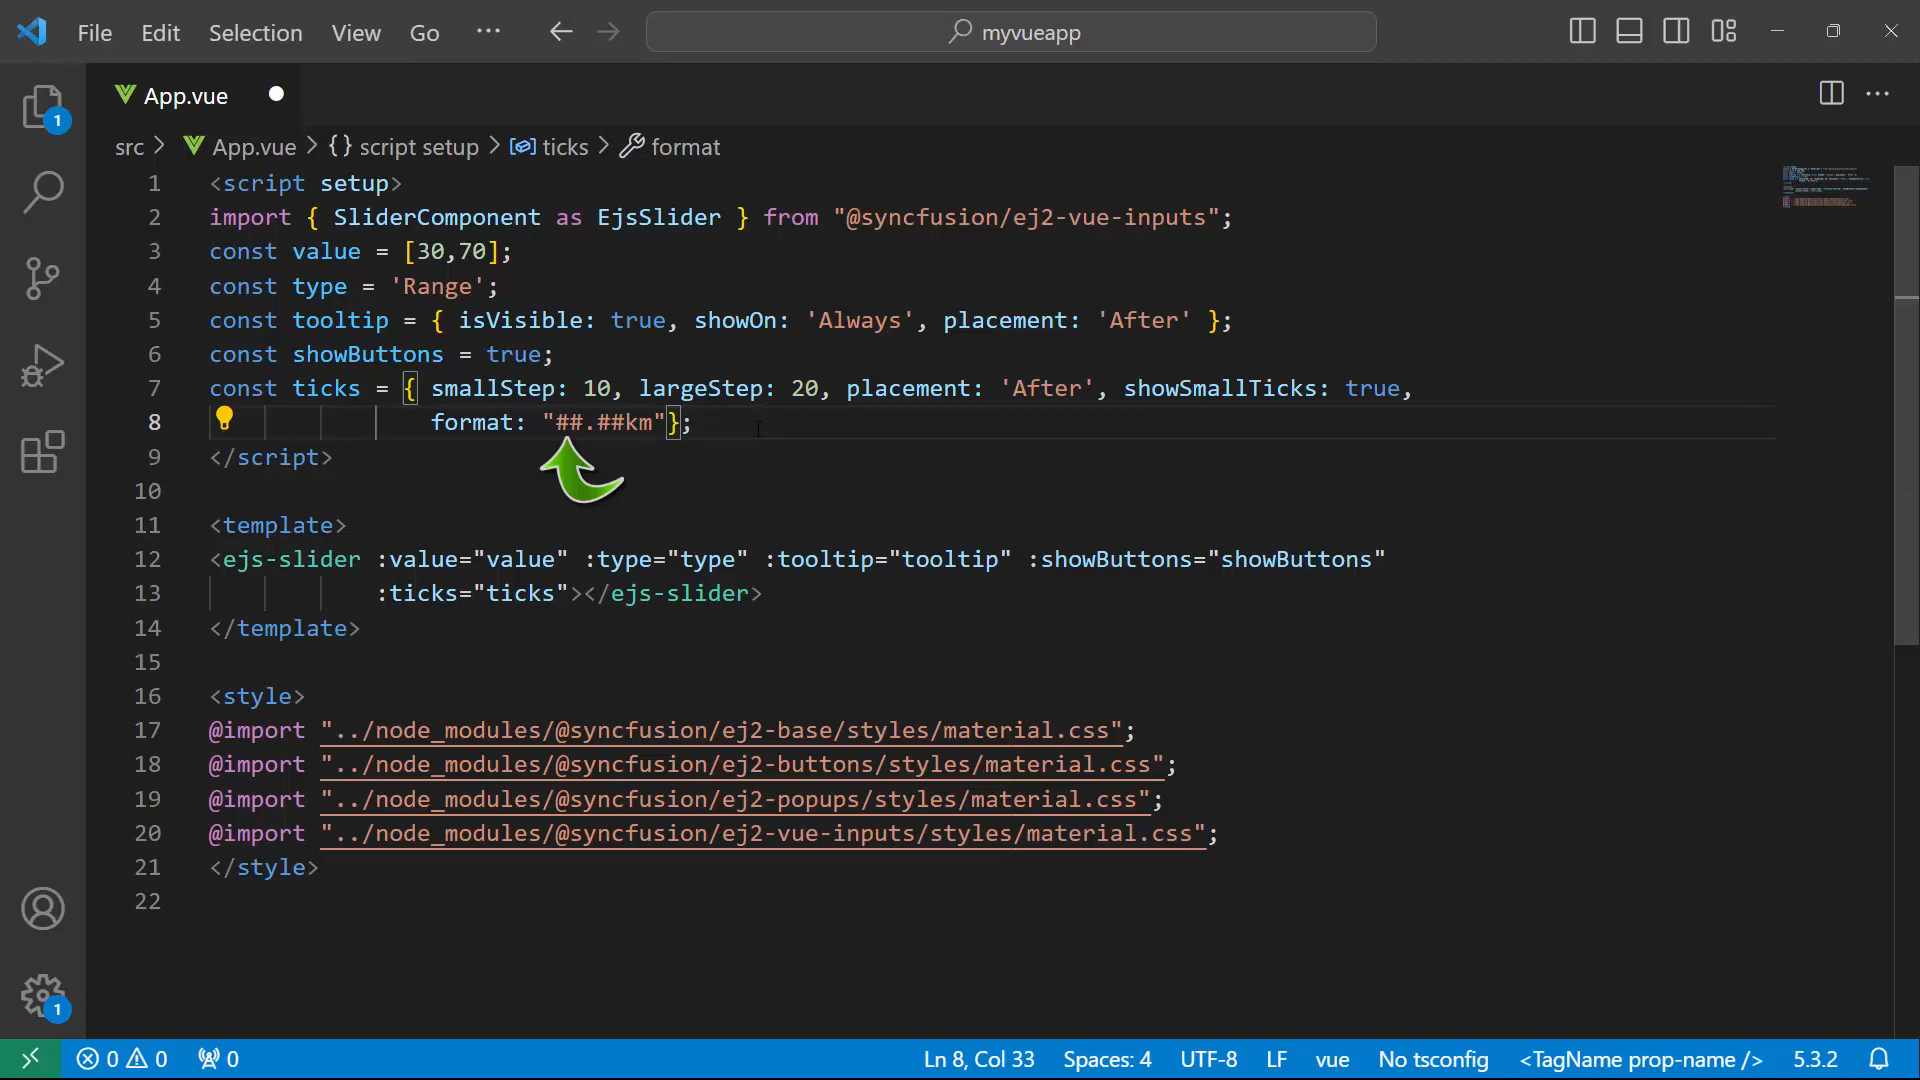 File Edit Selection View Go ··· myvueapp
App.vue
src > App.vue > {} script setup > ticks > format
1 <script setup>
2 import { SliderComponent as EjsSlider } from "@syncfusion/ej2-vue-inputs";
3 const value = [30,70];
4 const type = 'Range';
5 const tooltip = { isVisible: true, showOn: 'Always', placement: 'After' };
6 const showButtons = true;
7 const ticks = { smallStep: 10, largeStep: 20, placement: 'After', showSmallTicks: true,
8 format: "##.##km"};
9 </script>
10
11 <template>
12 <ejs-slider :value="value" :type="type" :tooltip="tooltip" :showButtons="showButtons"
13 :ticks="ticks"></ejs-slider>
14 </template>
15
16 <style>
17 @import "../node_modules/@syncfusion/ej2-base/styles/material.css";
18 @import "../node_modules/@syncfusion/ej2-buttons/styles/material.css";
19 @import "../node_modules/@syncfusion/ej2-popups/styles/material.css";
20 @import "../node_modules/@syncfusion/ej2-vue-inputs/styles/material.css";
21 </style>
22
1
1
0 0 0 Ln 8, Col 33 Spaces: 4 UTF-8 LF vue No tsconfig <TagName prop-name /> 5.3.2